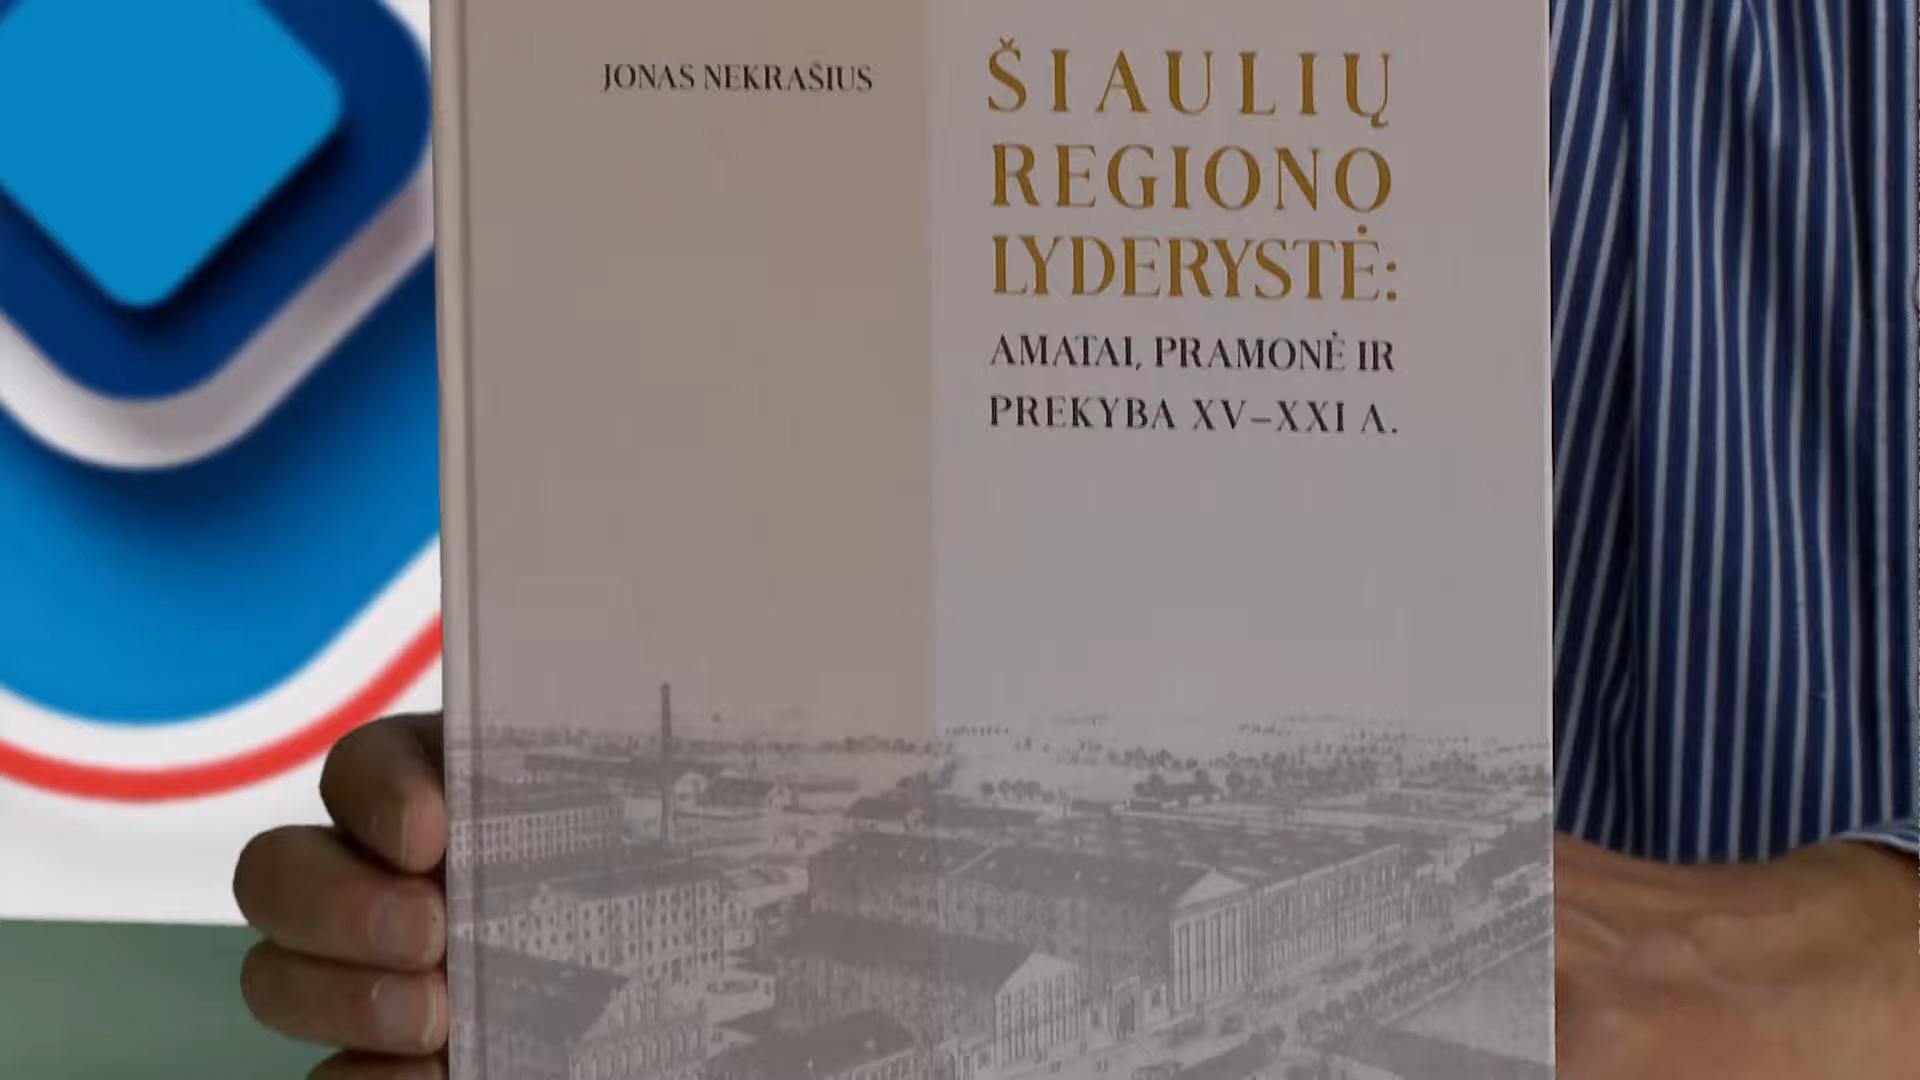 JONAS NEKRAŠIUS
ŠIAULIŲ
REGIONO
LYDERYSTĖ:
AMATAI, PRAMONĖ IR
PREKYBA XV–XXI A.